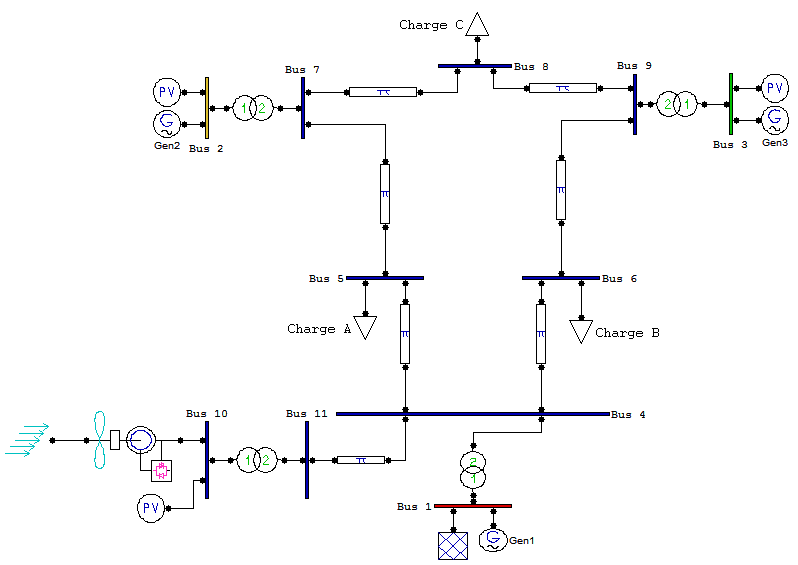 Charge C
Bus 8
Bus 7
Bus 9
PV
G
Gen2
Bus 2
1 2
π
π
2 1
PV
G
Gen3
Bus 3
π
π
Bus 5
Bus 6
Charge A
π
π
Charge B
Bus 10
Bus 11
Bus 4
1 2
π
2
1
PV
Bus 1
G
Gen1